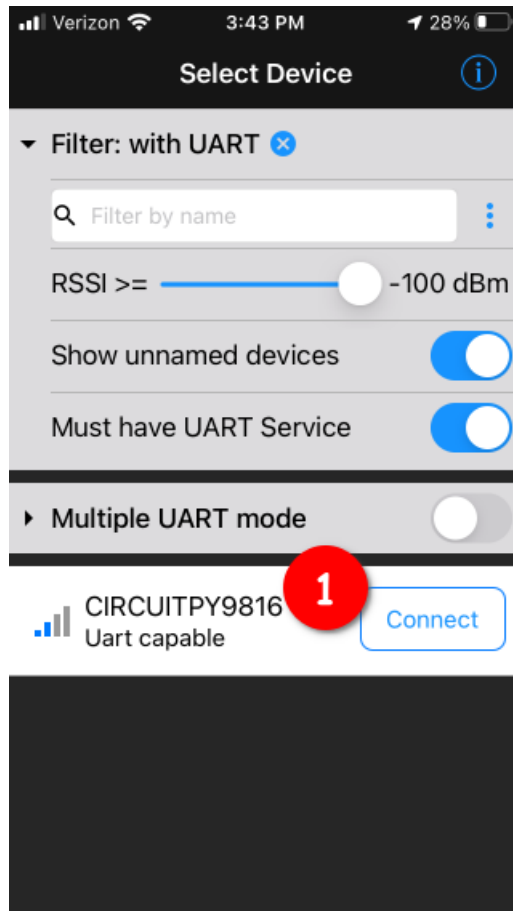 Verizon 3:43 PM 28%
Select Device
Filter: with UART
Filter by name
RSSI >= -100 dBm
Show unnamed devices
Must have UART Service
Multiple UART mode
CIRCUITPY9816 1 Connect
Uart capable